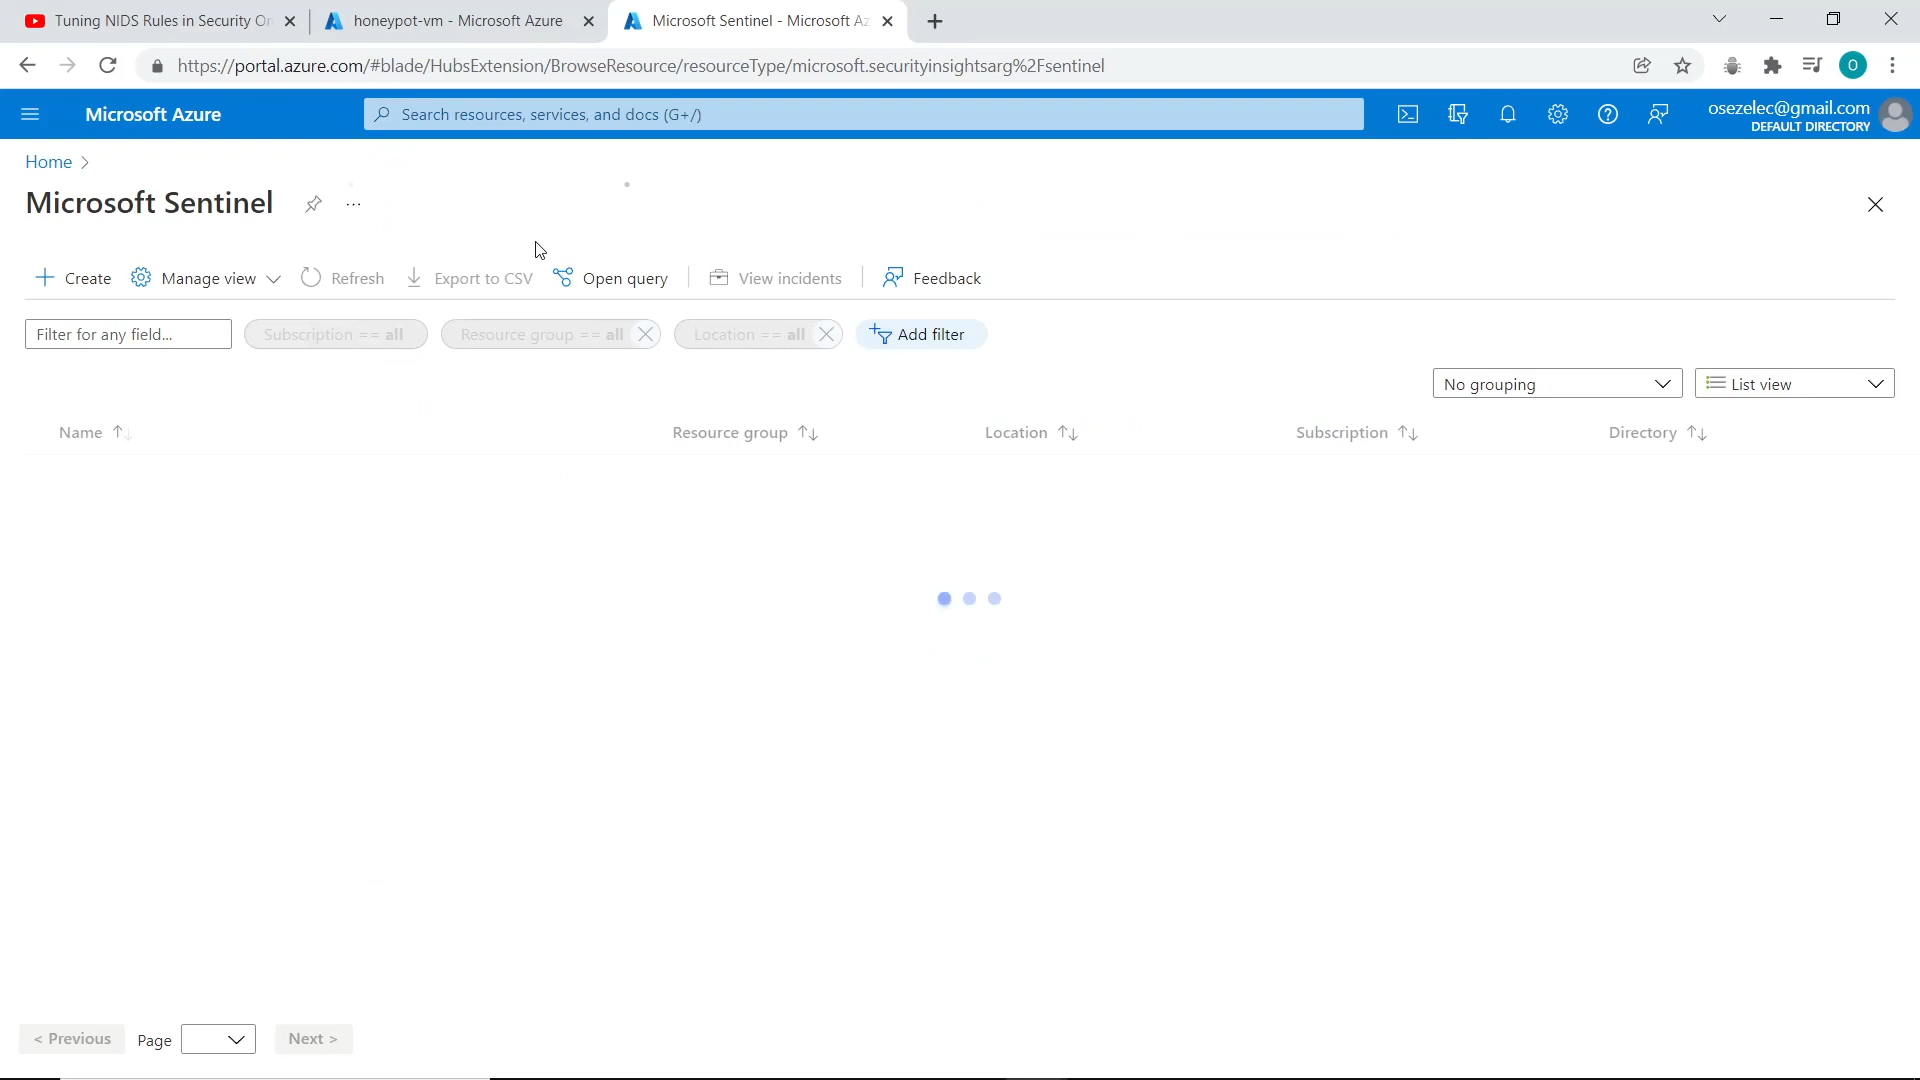 Tuning NIDS Rules in Security On
honeypot-vm - Microsoft Azure
Microsoft Sentinel - Microsoft Az
https://portal.azure.com/#blade/HubsExtension/BrowseResource/resourceType/microsoft.securityinsightsarg%2Fsentinel
O
Microsoft Azure
Search resources, services, and docs (G+/)
osezelec@gmail.com
DEFAULT DIRECTORY
Home
Microsoft Sentinel
Create
Manage view
Refresh
Export to CSV
Open query
View incidents
Feedback
Filter for any field...
Subscription == all
Resource group == all
Location == all
Add filter
No grouping
List view
Name
Resource group
Location
Subscription
Directory
< Previous
Page
Next >